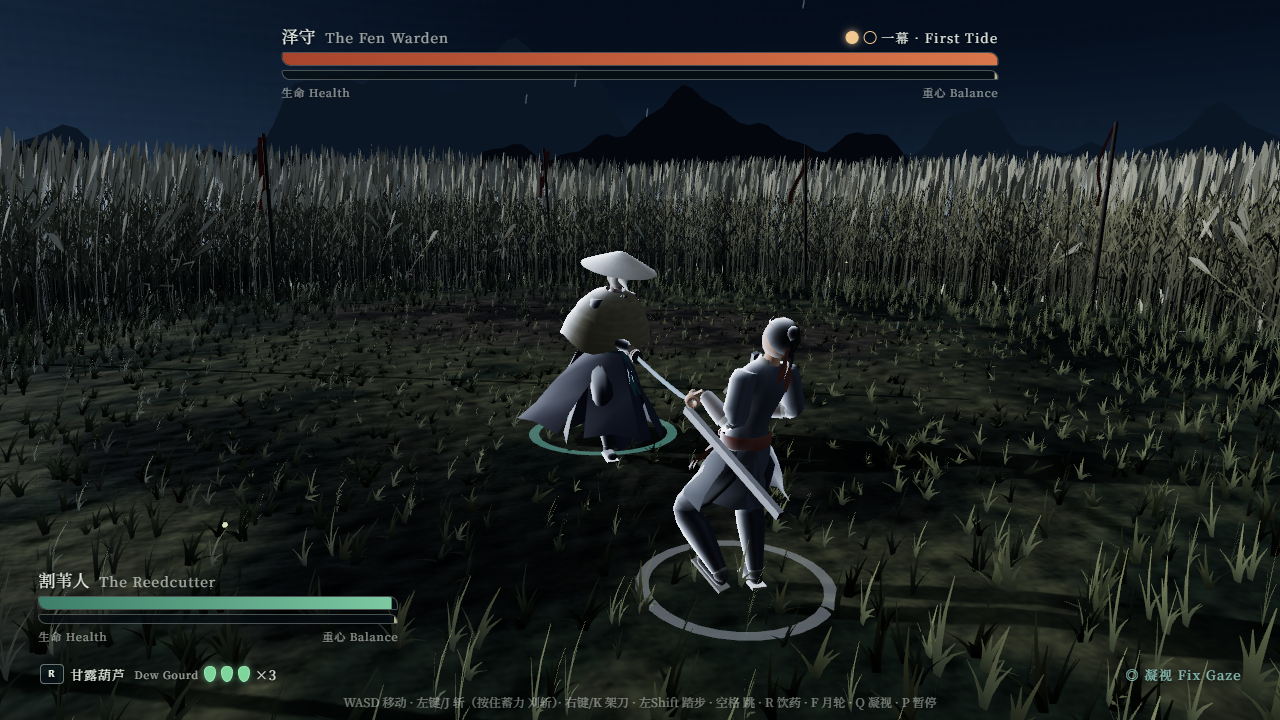 泽守 The Fen Warden
一幕 · First Tide
生命 Health
重心 Balance
割苇人 The Reedcutter
生命 Health
重心 Balance
R 甘露葫芦 Dew Gourd ×3
◎ 凝视 Fix/Gaze
WASD 移动 · 左键/J 斩（按住蓄力 刈斩）· 右键/K 架刀 · 左Shift 踏步 · 空格 跳 · R 饮药 · F 月轮 · Q 凝视 · P 暂停